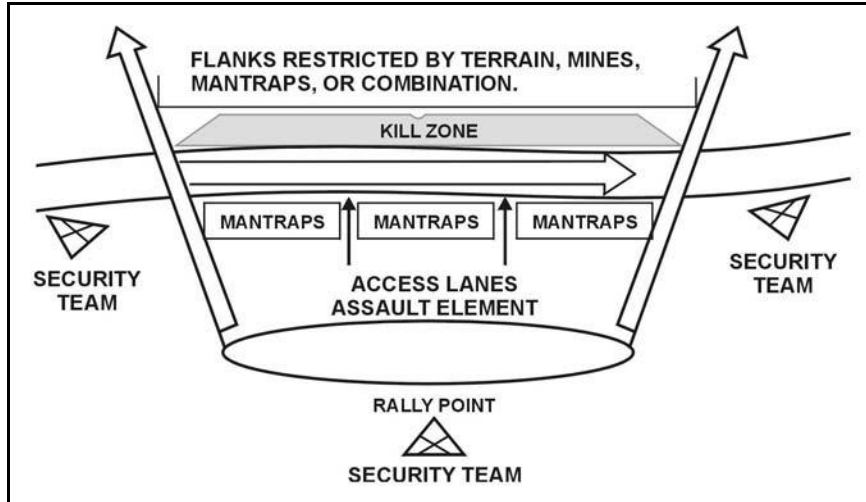 FLANKS RESTRICTED BY TERRAIN, MINES,
MANTRAPS, OR COMBINATION.
KILL ZONE
MANTRAPS
MANTRAPS
MANTRAPS
SECURITY
TEAM
ACCESS LANES
ASSAULT ELEMENT
SECURITY
TEAM
RALLY POINT
SECURITY TEAM